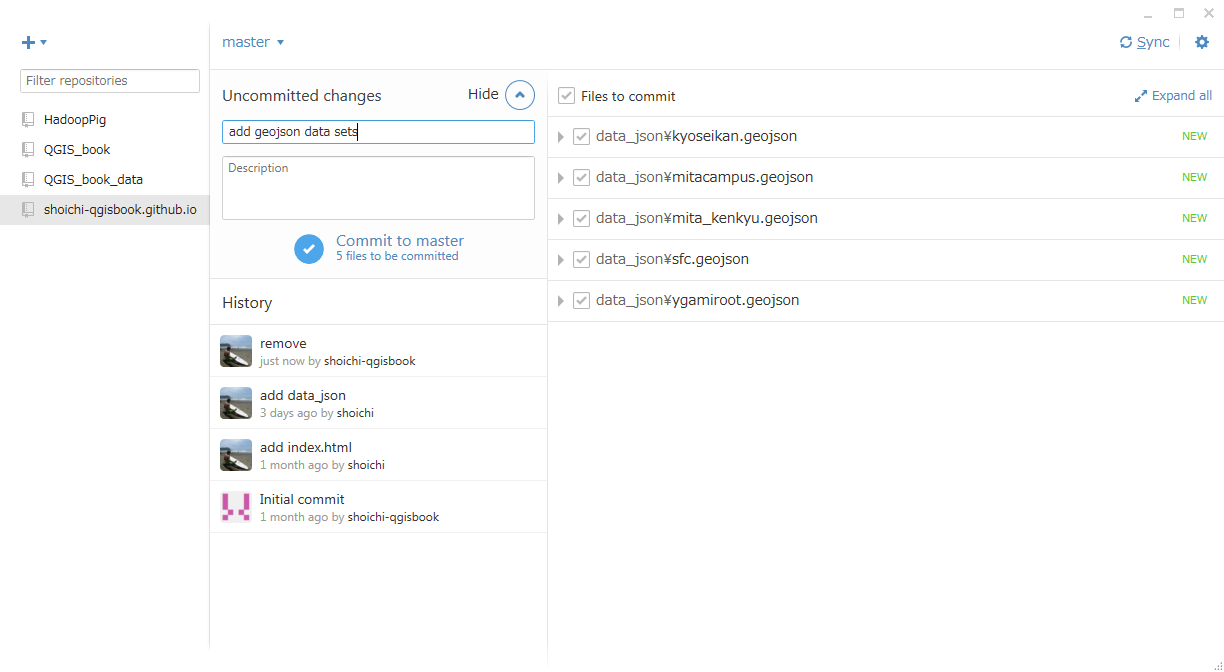 master
Sync
Filter repositories
HadoopPig
QGIS_book
QGIS_book_data
shoichi-qgisbook.github.io
Uncommitted changes
Hide
add geojson data sets
Description
Commit to master
5 files to be committed
History
remove
just now by shoichi-qgisbook
add data_json
3 days ago by shoichi
add index.html
1 month ago by shoichi
Initial commit
1 month ago by shoichi-qgisbook
Files to commit
Expand all
data_json¥kyoseikan.geojson NEW
data_json¥mitacampus.geojson NEW
data_json¥mita_kenkyu.geojson NEW
data_json¥sfc.geojson NEW
data_json¥ygamiroot.geojson NEW